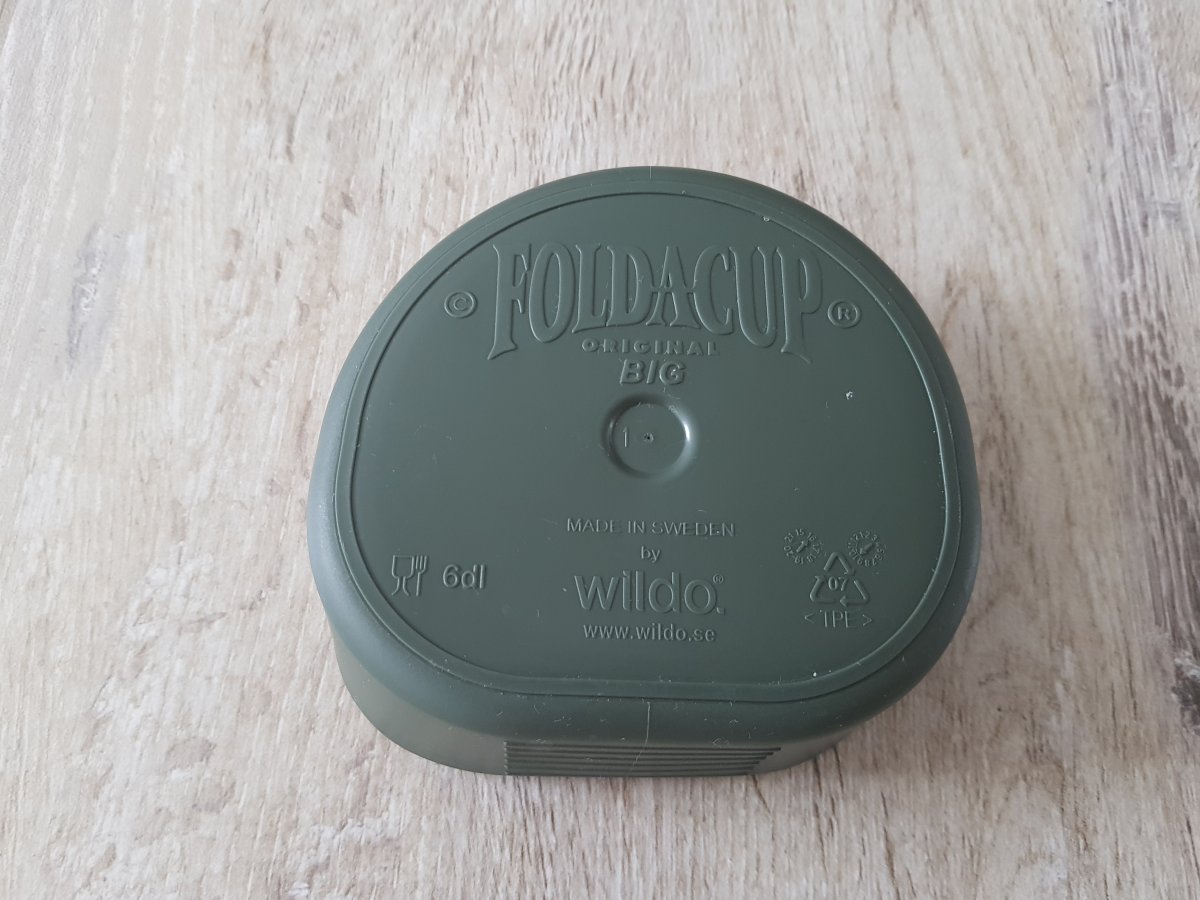 © FOLDACUP ®
ORIGINAL
BIG
1
MADE IN SWEDEN
by
6dl
wildo®
www.wildo.se
07
<TPE>